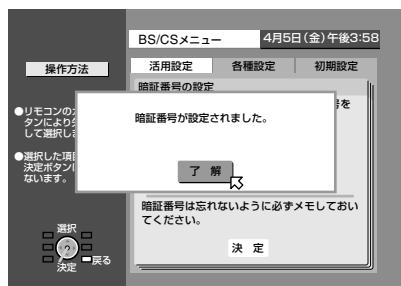 BS/CSメニュー
4月5日(金)午後3:58
操作方法
活用設定
各種設定
初期設定
暗証番号の設定
●リモコンの
タンにより
して選択し
を
●選択した項
決定ボタン
ないます。
暗証番号が設定されました。
了 解
暗証番号は忘れないように必ずメモしておい
てください。
決 定
選択
戻る
決定